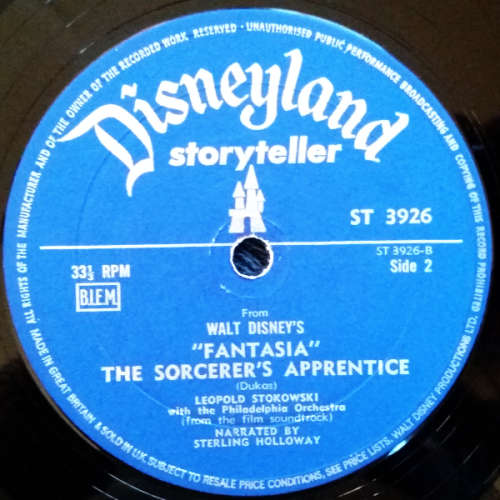 ALL RIGHTS OF THE MANUFACTURER AND OF THE OWNER OF THE RECORDED WORK RESERVED · UNAUTHORISED PUBLIC PERFORMANCE BROADCASTING AND COPYING OF THIS RECORD PROHIBITED
Disneyland
storyteller
ST 3926
ST 3926-B
Side 2
33⅓ RPM
B.I.E.M.
From
WALT DISNEY'S
"FANTASIA"
THE SORCERER'S APPRENTICE
(Dukas)
LEOPOLD STOKOWSKI
with the Philadelphia Orchestra
(from the film soundtrack)
NARRATED BY
STERLING HOLLOWAY
MADE IN GREAT BRITAIN & SOLD IN U.K. SUBJECT TO RESALE PRICE CONDITIONS, SEE PRICE LISTS. WALT DISNEY PRODUCTIONS LTD.